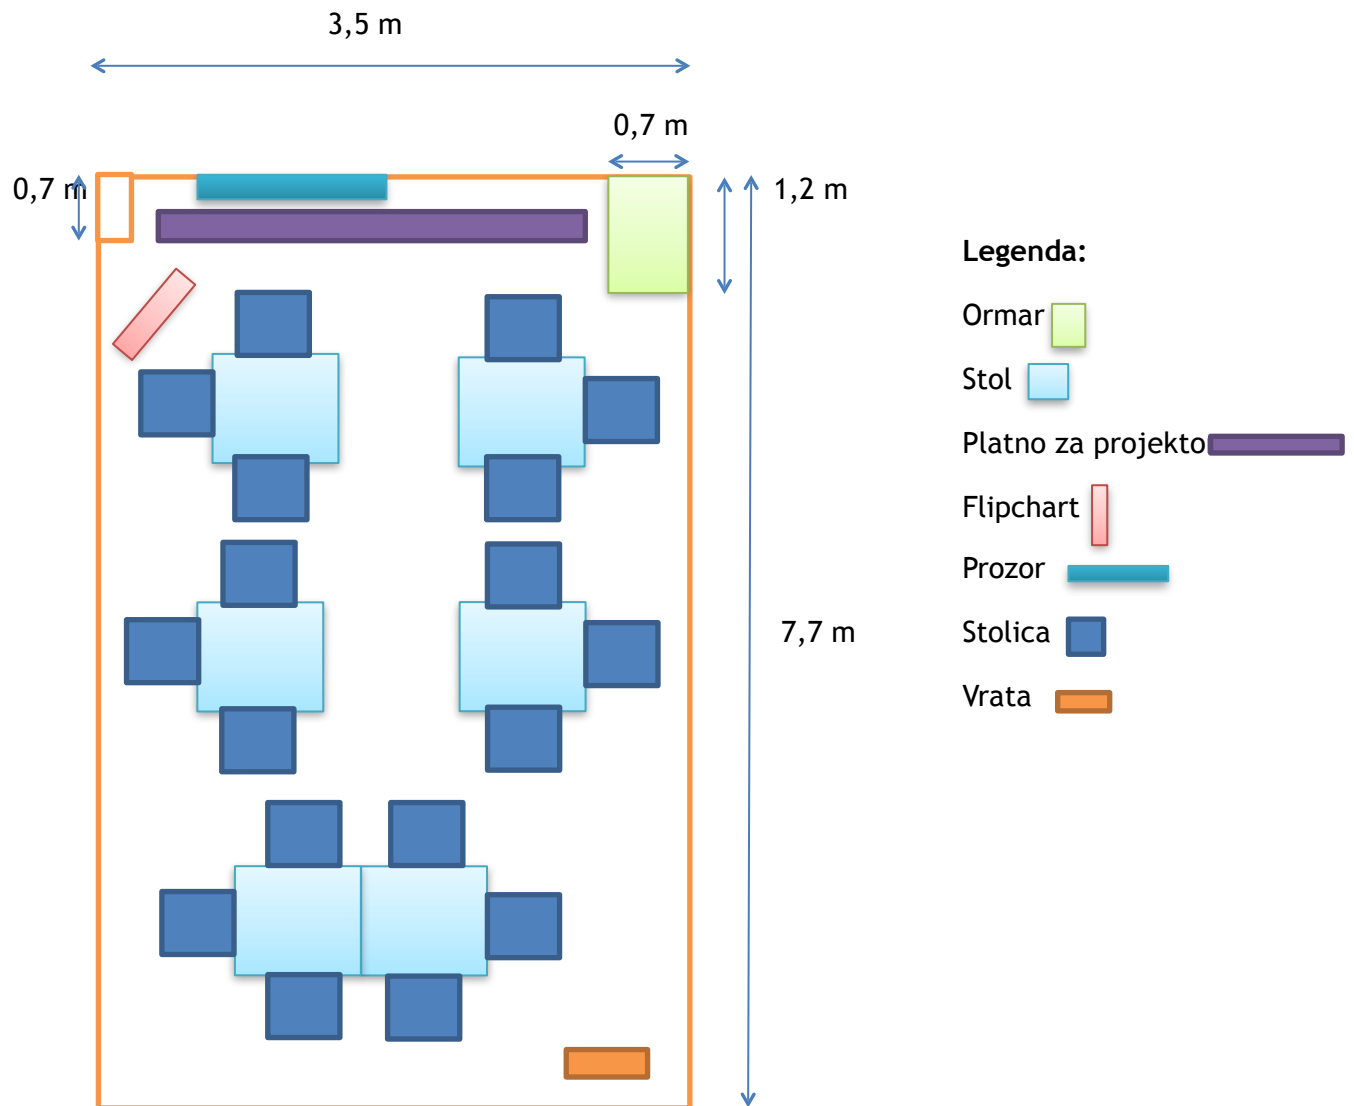 3,5 m
0,7 m
0,7 m
1,2 m
Legenda:
Ormar
Stol
Platno za projekto
Flipchart
Prozor
7,7 m
Stolica
Vrata